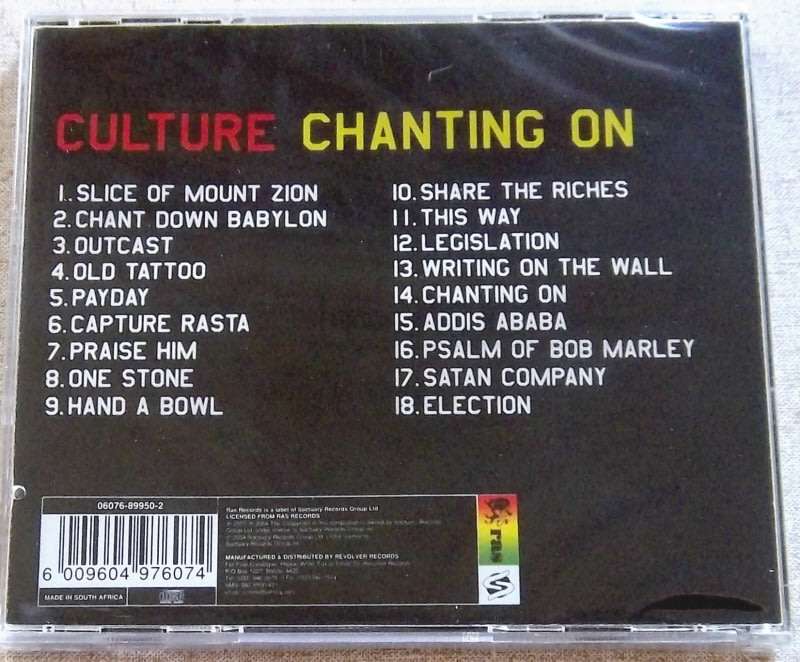 CULTURE CHANTING ON
1. SLICE OF MOUNT ZION
2. CHANT DOWN BABYLON
3. OUTCAST
4. OLD TATTOO
5. PAYDAY
6. CAPTURE RASTA
7. PRAISE HIM
8. ONE STONE
9. HAND A BOWL
10. SHARE THE RICHES
11. THIS WAY
12. LEGISLATION
13. WRITING ON THE WALL
14. CHANTING ON
15. ADDIS ABABA
16. PSALM OF BOB MARLEY
17. SATAN COMPANY
18. ELECTION
06076-89950-2
6 009604 976074
MADE IN SOUTH AFRICA
Ras Records is a label of Sanctuary Records Group Ltd
LICENSED FROM RAS RECORDS
MANUFACTURED & DISTRIBUTED BY REVOLVER RECORDS
ras
S